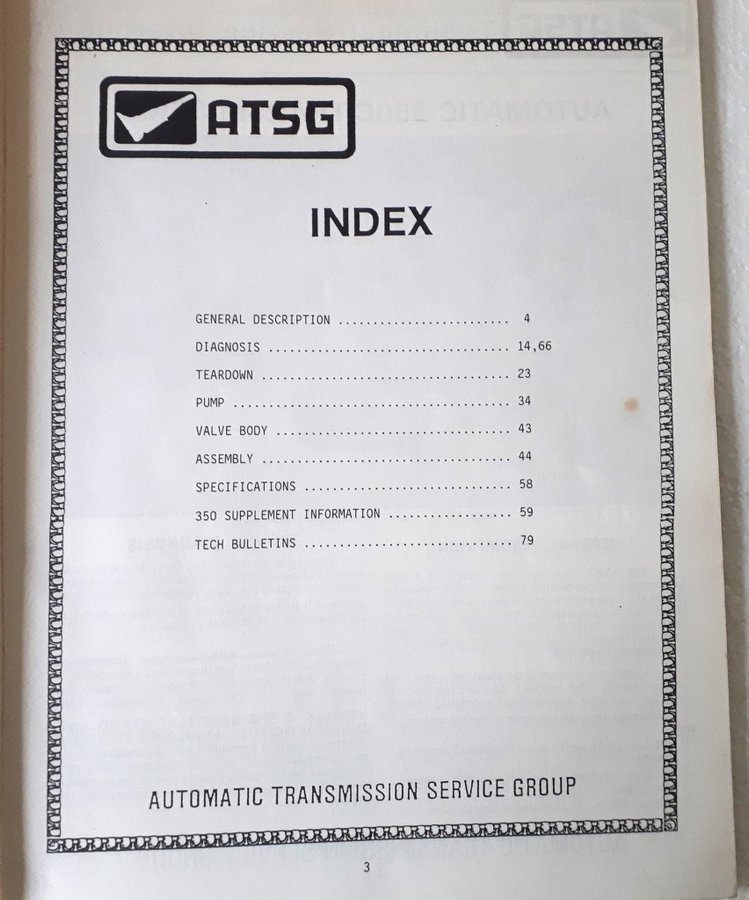 ATSG
INDEX
GENERAL DESCRIPTION ......................... 4
DIAGNOSIS ................................... 14,66
TEARDOWN .................................... 23
PUMP ........................................ 34
VALVE BODY .................................. 43
ASSEMBLY .................................... 44
SPECIFICATIONS .............................. 58
350 SUPPLEMENT INFORMATION .................. 59
TECH BULLETINS .............................. 79
AUTOMATIC TRANSMISSION SERVICE GROUP
3